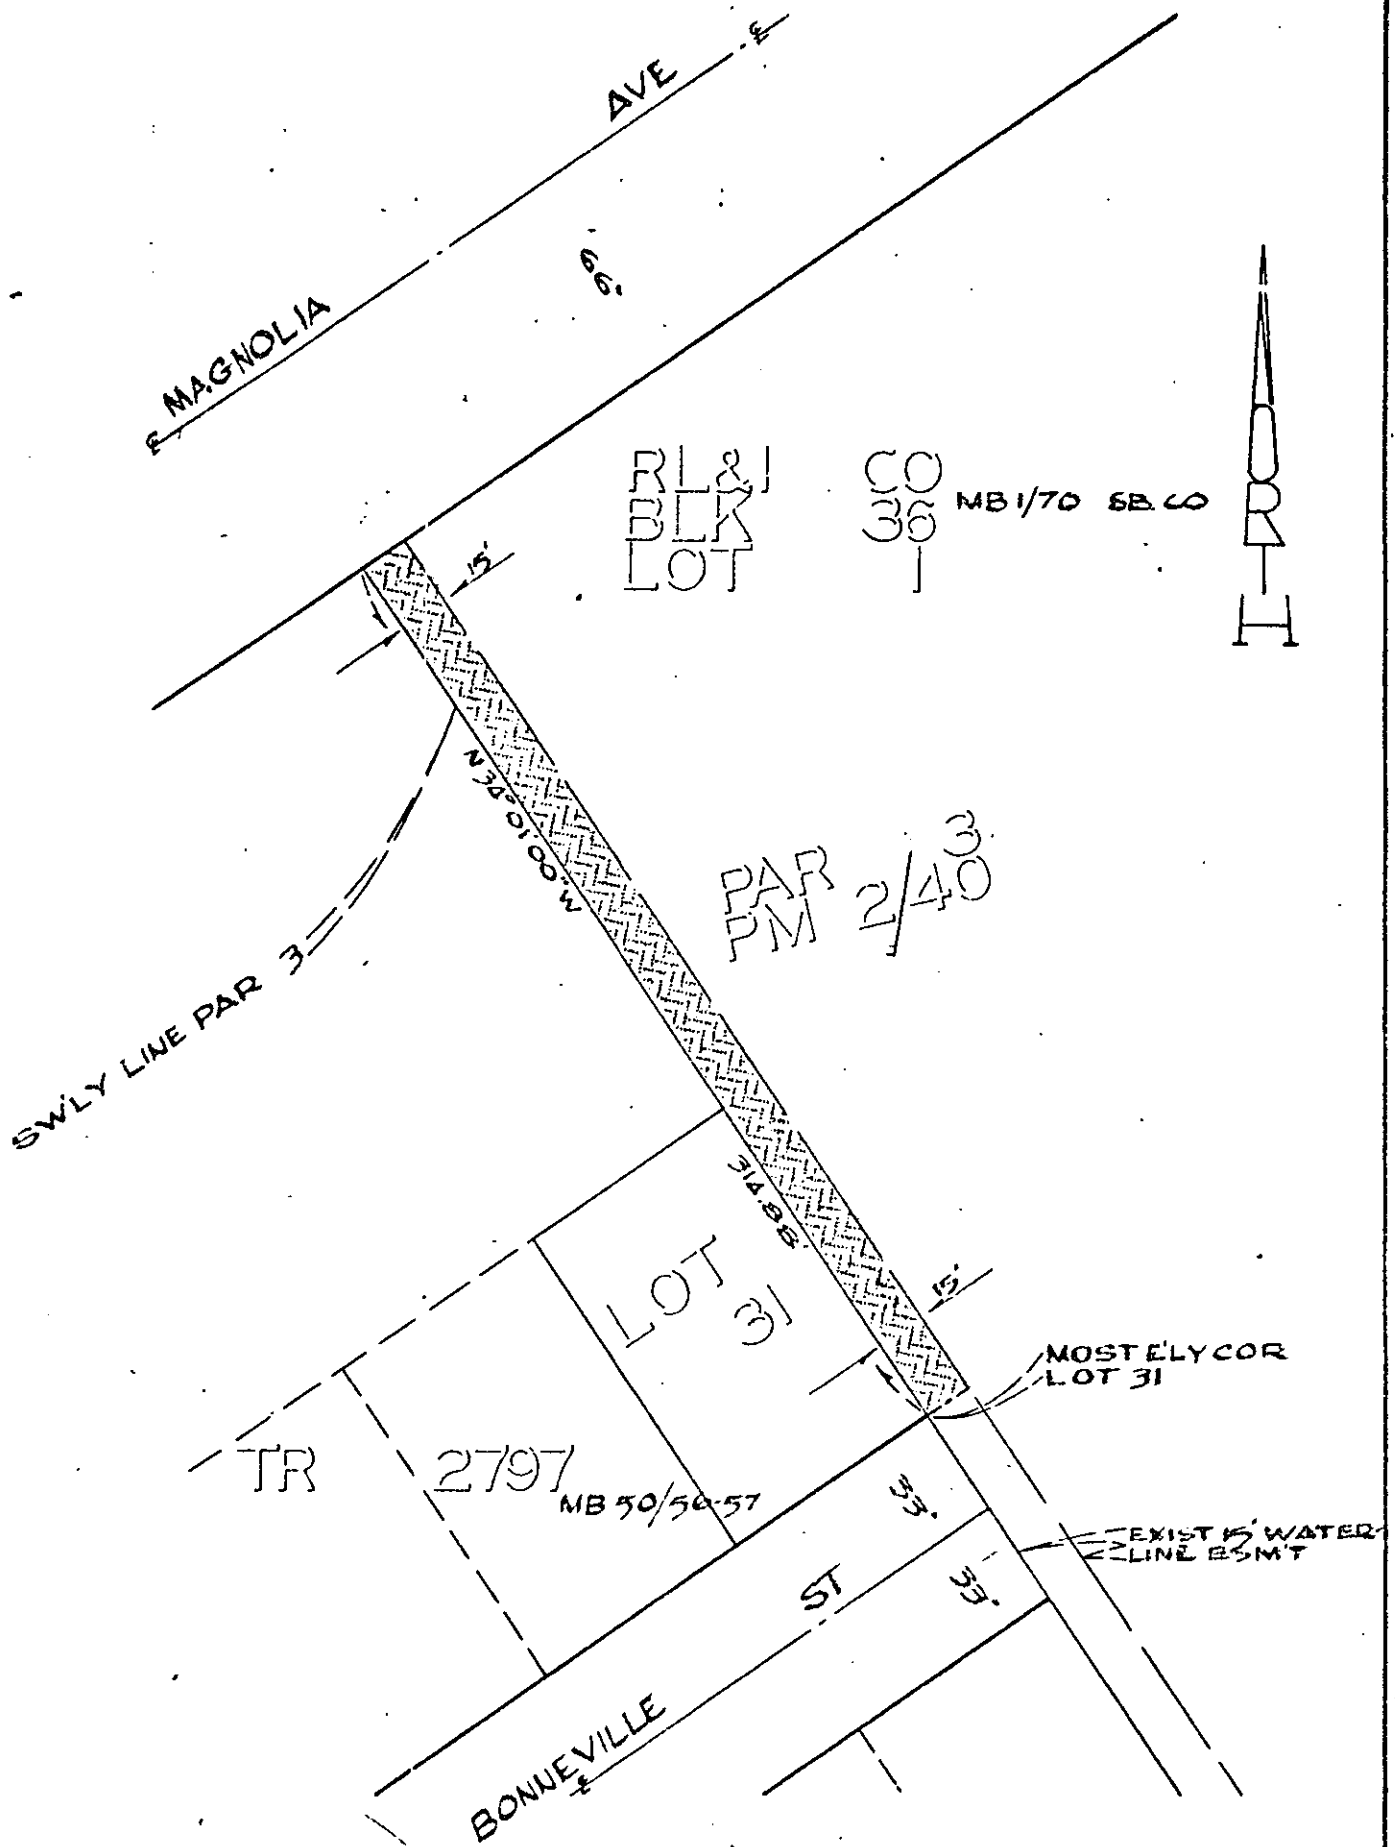 MAGNOLIA AVE
66'
RL&I CO
BLK 36
LOT 1
MB 1/70 SB. CO
15'
N 34° 01' 00" W
SW'LY LINE PAR 3
PAR 3
PM 2/40
314.88'
LOT
31
15'
MOST E'LY COR
LOT 31
TR 2797
MB 50/56-57
33'
33'
EXIST 15' WATER
LINE ESM'T
BONNEVILLE ST